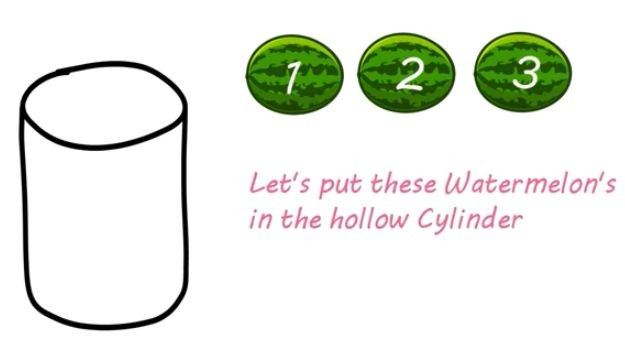 1 2 3
Let's put these Watermelon's
in the hollow Cylinder